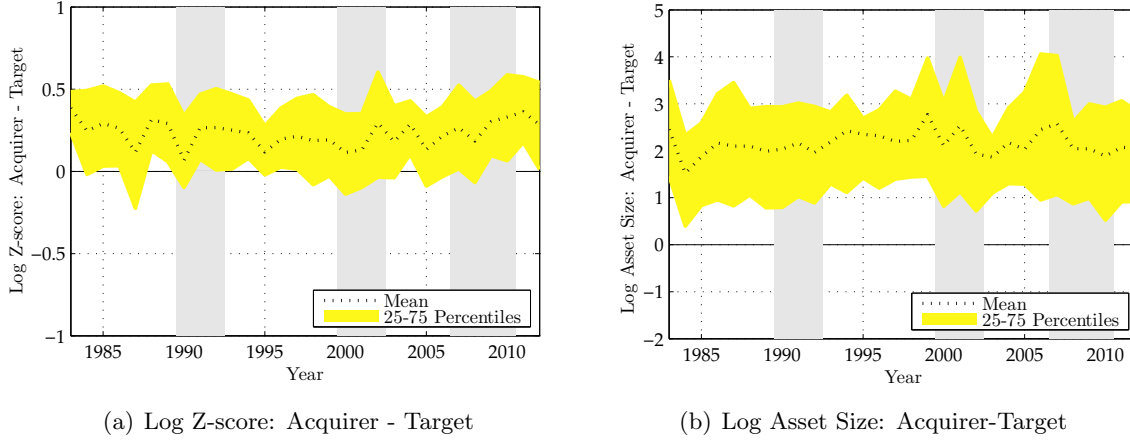 Log Z-score: Acquirer - Target
1
0.5
0
−0.5
−1
1985
1990
1995
2000
2005
2010
Year
Mean
25-75 Percentiles
(a) Log Z-score: Acquirer - Target
Log Asset Size: Acquirer - Target
5
4
3
2
1
0
−1
−2
1985
1990
1995
2000
2005
2010
Year
Mean
25-75 Percentiles
(b) Log Asset Size: Acquirer-Target